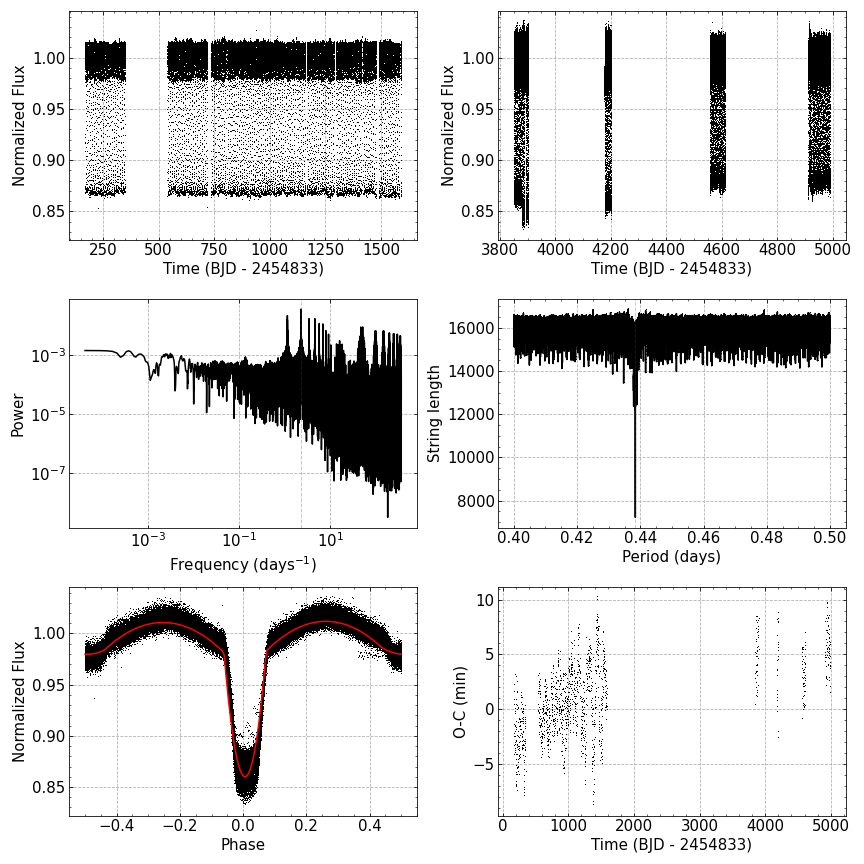 Normalized Flux
1.00
0.95
0.90
0.85
250 500 750 1000 1250 1500
Time (BJD - 2454833)
Normalized Flux
1.00
0.95
0.90
0.85
3800 4000 4200 4400 4600 4800 5000
Time (BJD - 2454833)
Power
10⁻³
10⁻⁵
10⁻⁷
10⁻³ 10⁻¹ 10¹
Frequency (days⁻¹)
String length
16000
14000
12000
10000
8000
0.40 0.42 0.44 0.46 0.48 0.50
Period (days)
Normalized Flux
1.00
0.95
0.90
0.85
−0.4 −0.2 0.0 0.2 0.4
Phase
O-C (min)
10
5
0
−5
0 1000 2000 3000 4000 5000
Time (BJD - 2454833)